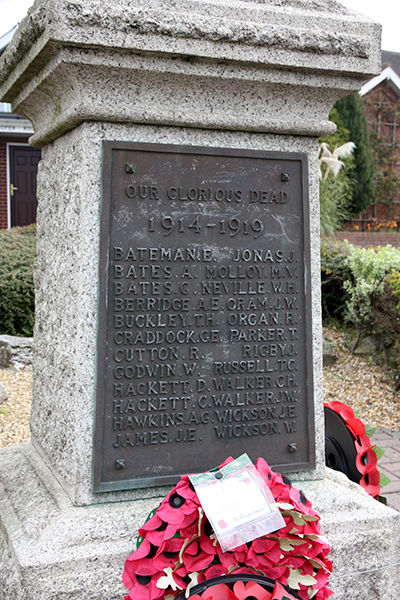 OUR GLORIOUS DEAD
1914-1919
BATEMAN.E. JONAS.J.
BATES.A. MOLLOY.M.V.
BATES.G. NEVILLE.W.H.
BERRIDGE.A.E. ORAM.J.W.
BUCKLEY.T.H. ORGAN.R.
CRADDOCK.G.E. PARKER.T.
CUTTON.R. RIGBY.J.
GODWIN.W. RUSSELL.T.C.
HACKETT.D. WALKER.C.H.
HACKETT.C. WALKER.J.W.
HAWKINS.A.G. WICKSON.J.E.
JAMES.J.E. WICKSON.W.